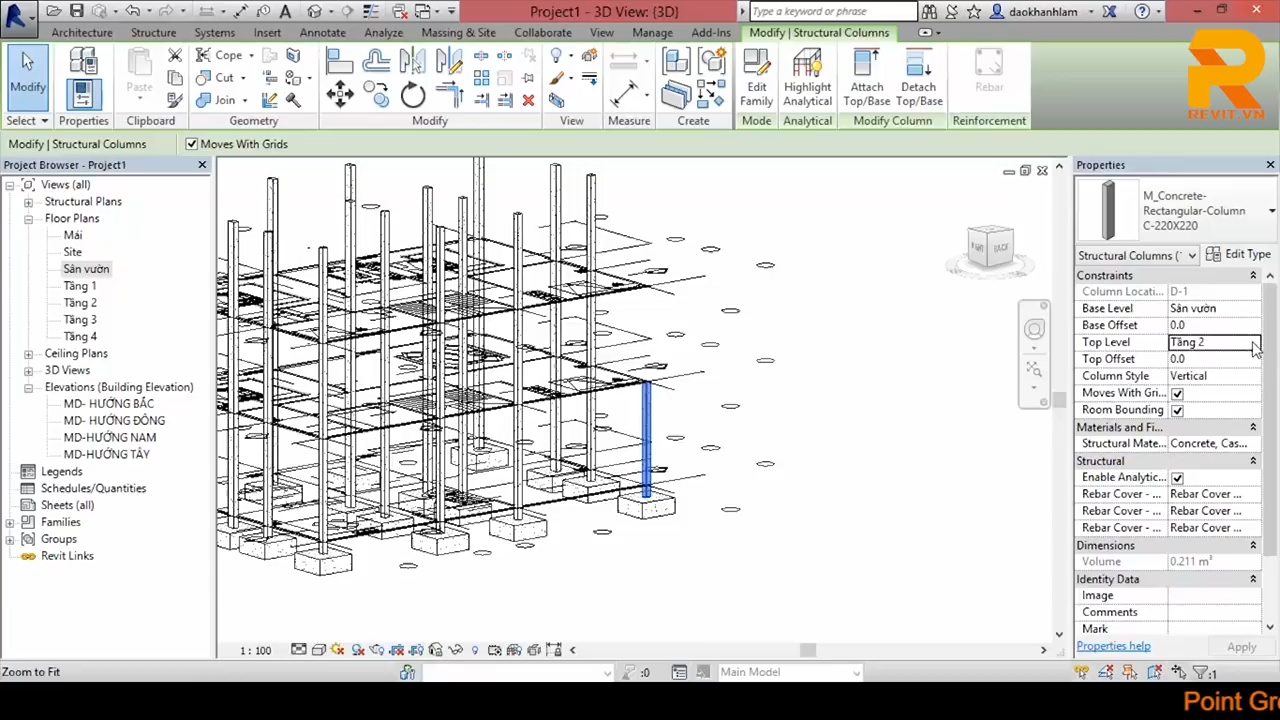 Project1 - 3D View: {3D}
Type a keyword or phrase
daokhanhlam
Architecture Structure Systems Insert Annotate Analyze Massing & Site Collaborate View Manage Add-Ins Modify | Structural Columns
Modify
Paste
Cope
Cut
Join
Edit Family
Highlight Analytical
Attach Top/Base
Detach Top/Base
Rebar
Select Properties Clipboard Geometry Modify View Measure Create Mode Analytical Modify Column Reinforcement
REVIT.VN
Modify | Structural Columns
Moves With Grids
Project Browser - Project1
Views (all)
Structural Plans
Floor Plans
Mái
Site
Sân vườn
Tầng 1
Tầng 2
Tầng 3
Tầng 4
Ceiling Plans
3D Views
Elevations (Building Elevation)
MD- HƯỚNG BẮC
MD- HƯỚNG ĐÔNG
MD-HƯỚNG NAM
MD-HƯỚNG TÂY
Legends
Schedules/Quantities
Sheets (all)
Families
Groups
Revit Links
BACK
Properties
M_Concrete-
Rectangular-Column
C-220X220
Structural Columns (
Edit Type
Constraints
Column Locati... D-1
Base Level Sân vườn
Base Offset 0.0
Top Level Tầng 2
Top Offset 0.0
Column Style Vertical
Moves With Gri...
Room Bounding
Materials and Fi...
Structural Mate... Concrete, Cas...
Structural
Enable Analytic...
Rebar Cover - ... Rebar Cover ...
Rebar Cover - ... Rebar Cover ...
Rebar Cover - ... Rebar Cover ...
Dimensions
Volume 0.211 m³
Identity Data
Image
Comments
Mark
Properties help
Apply
1 : 100
Zoom to Fit
:0
Main Model
:1
Point Gr